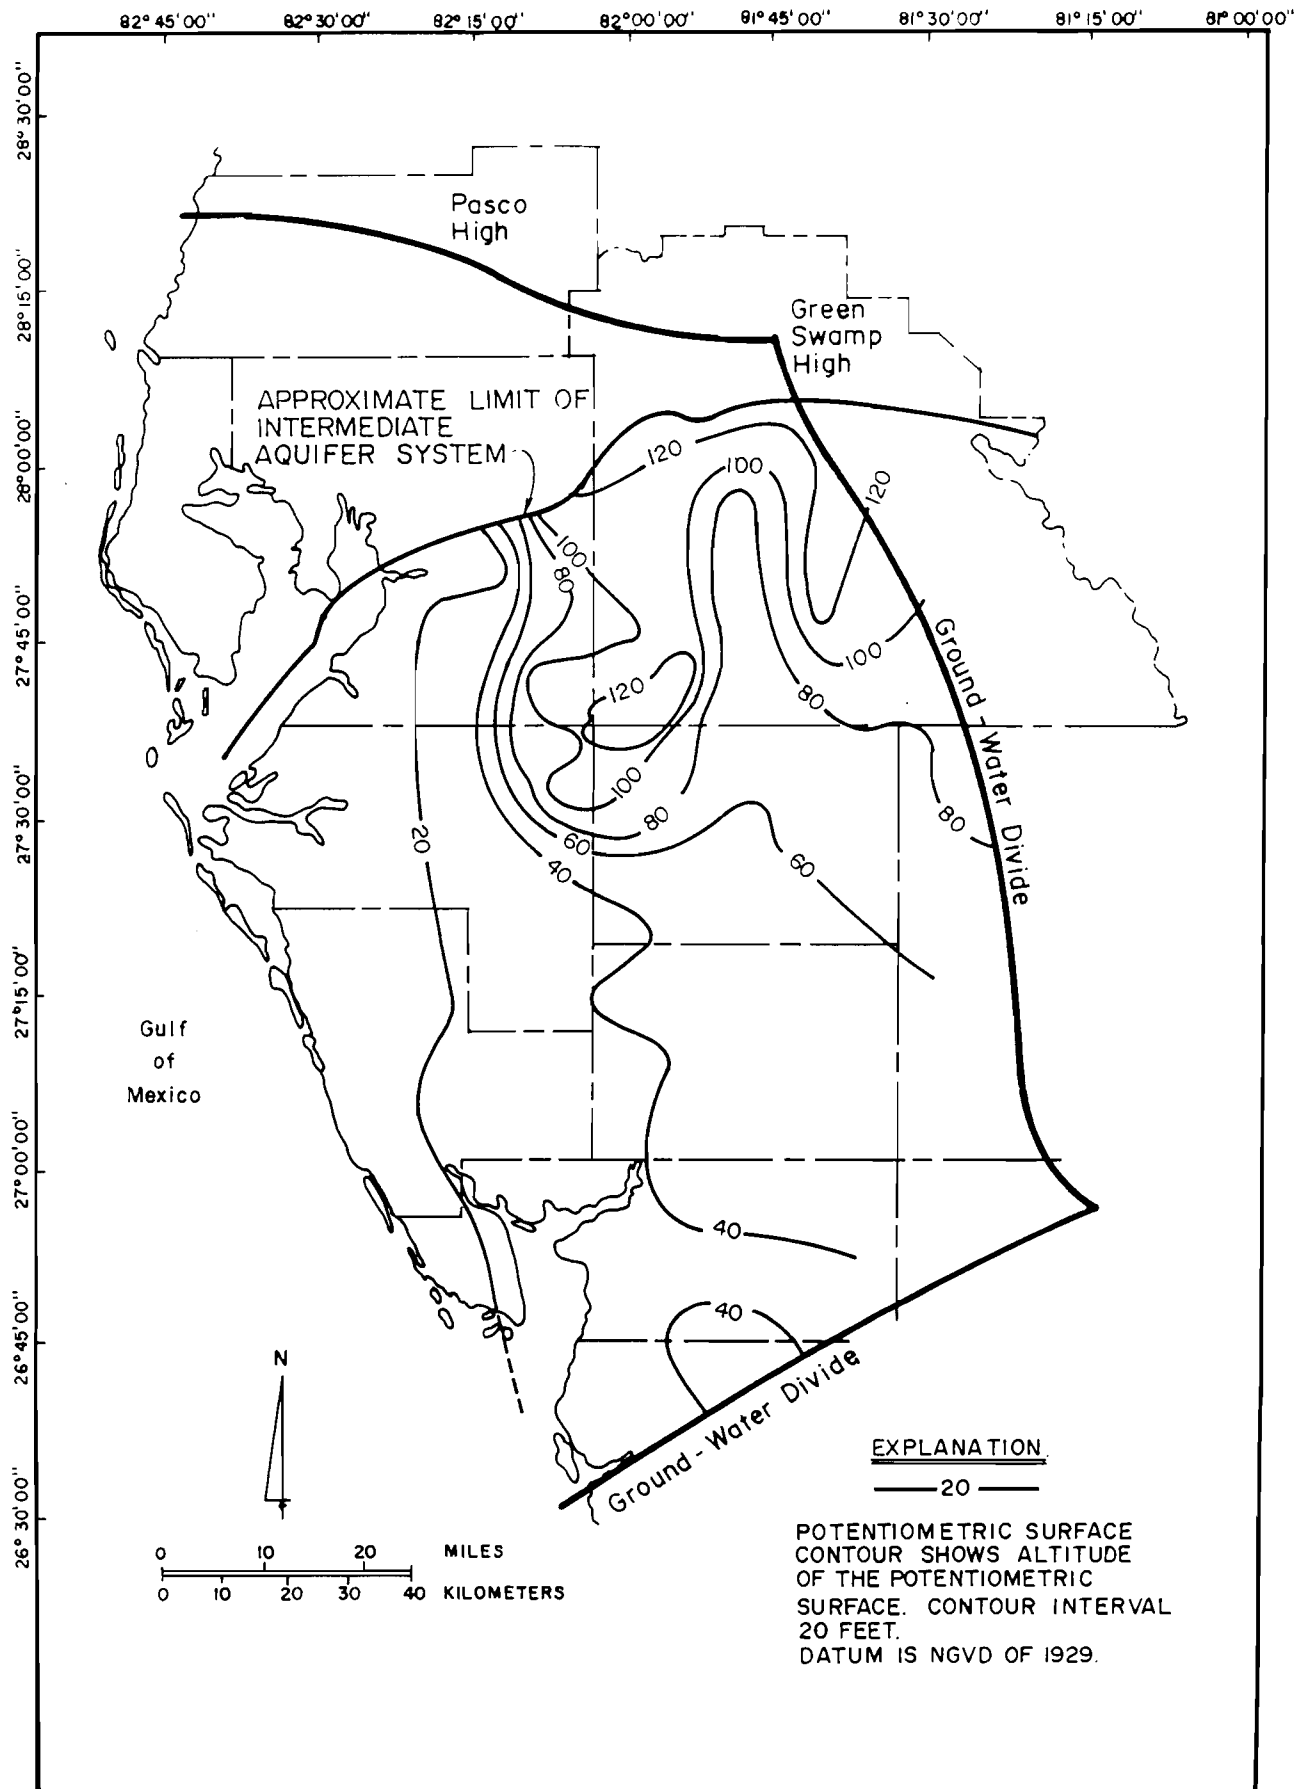 82°45'00" 82°30'00" 82°15'00" 82°00'00" 81°45'00" 81°30'00" 81°15'00" 81°00'00"
28°30'00"
28°15'00"
28°00'00"
27°45'00"
27°30'00"
27°15'00"
27°00'00"
26°45'00"
26°30'00"
Pasco
High
Green
Swamp
High
APPROXIMATE LIMIT OF
INTERMEDIATE
AQUIFER SYSTEM
120
100
120
100
80
120
100
80
100
80
60
40
20
60
80
Ground-Water Divide
Gulf
of
Mexico
40
40
Ground-Water Divide
N
0 10 20 MILES
0 10 20 30 40 KILOMETERS
EXPLANATION
20
POTENTIOMETRIC SURFACE
CONTOUR SHOWS ALTITUDE
OF THE POTENTIOMETRIC
SURFACE. CONTOUR INTERVAL
20 FEET.
DATUM IS NGVD OF 1929.